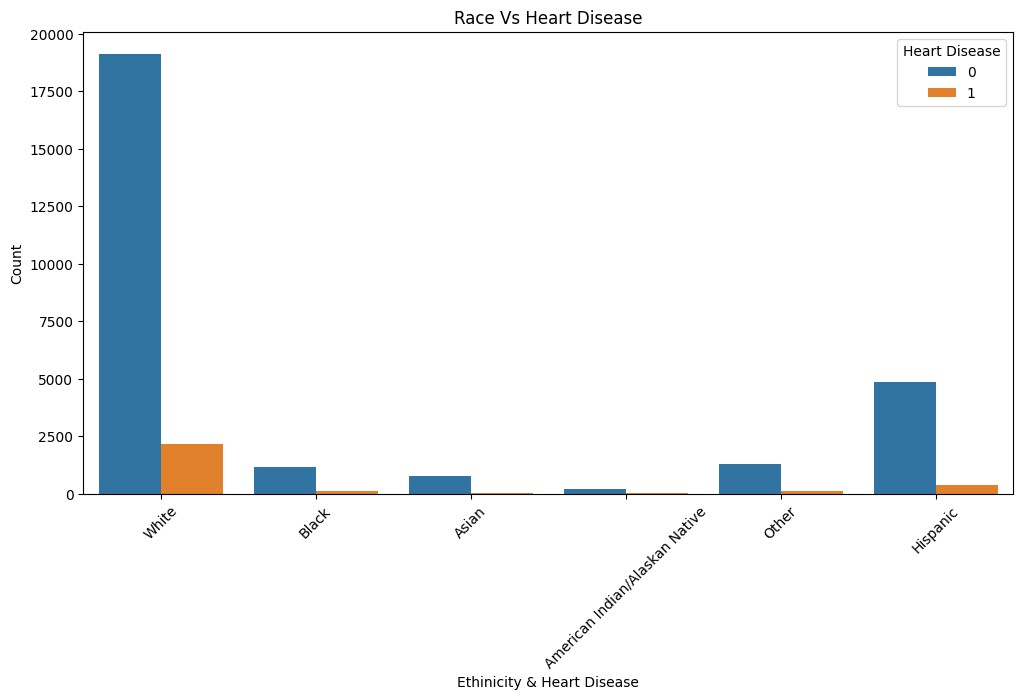 Race Vs Heart Disease
Heart Disease
0
1
20000
17500
15000
12500
10000
7500
5000
2500
0
Count
White
Black
Asian
American Indian/Alaskan Native
Other
Hispanic
Ethinicity & Heart Disease